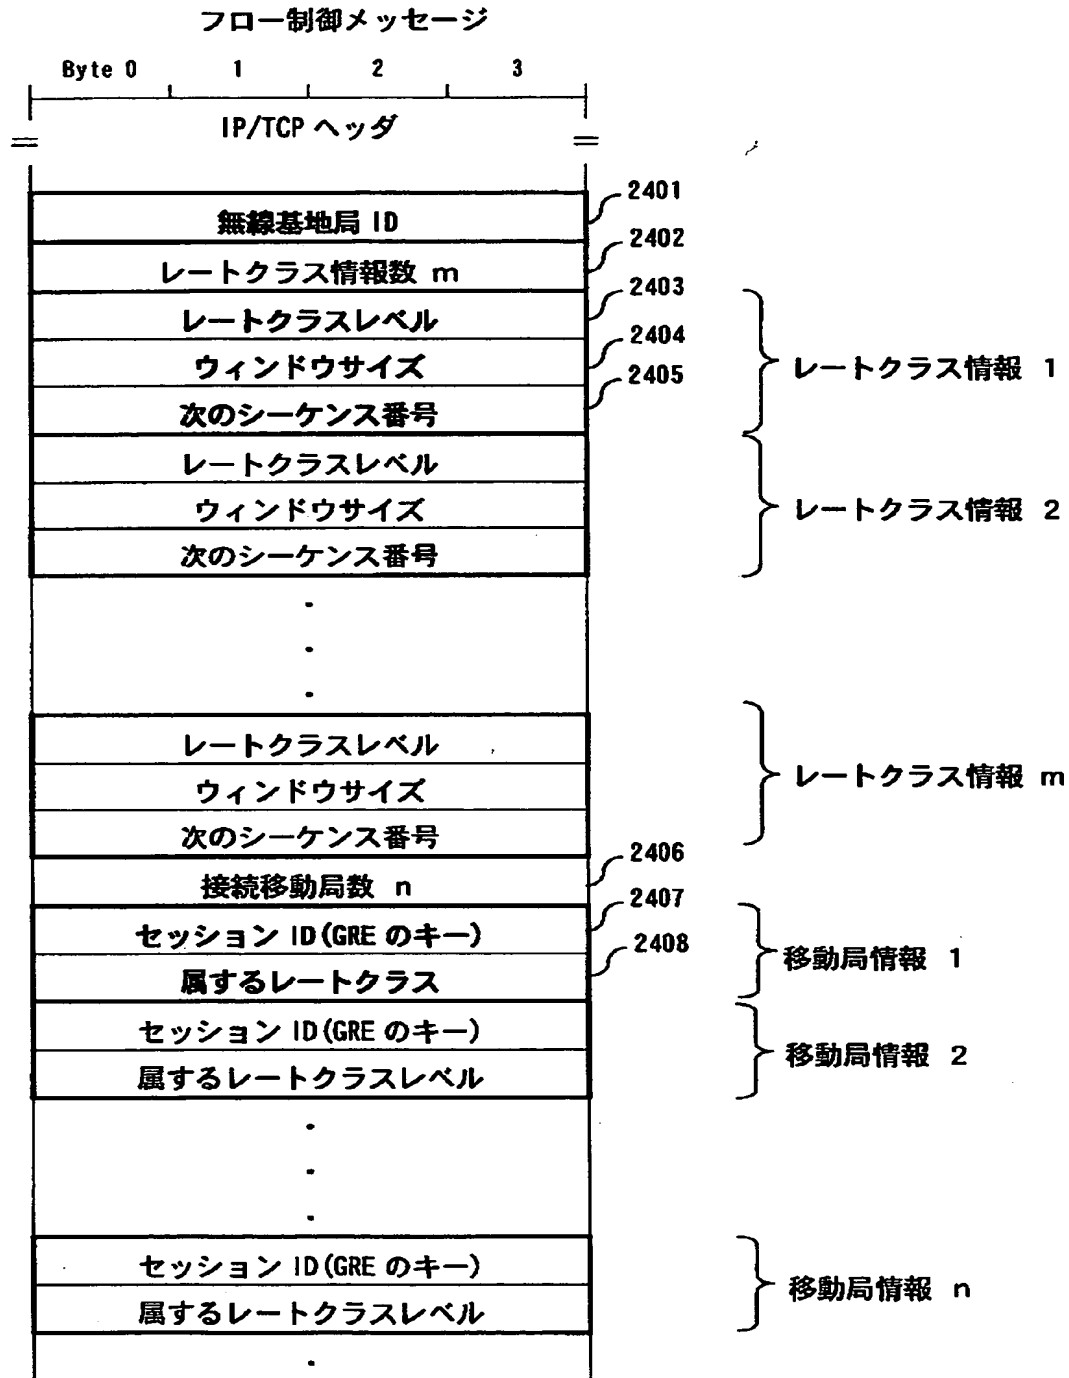 フロー制御メッセージ
Byte 0 1 2 3
IP/TCP ヘッダ
無線基地局 ID 2401
レートクラス情報数 m 2402
レートクラスレベル 2403
ウィンドウサイズ 2404
レートクラス情報 1
次のシーケンス番号 2405
レートクラスレベル
ウィンドウサイズ
レートクラス情報 2
次のシーケンス番号
レートクラスレベル
ウィンドウサイズ
レートクラス情報 m
次のシーケンス番号
接続移動局数 n 2406
セッション ID(GRE のキー) 2407
移動局情報 1
属するレートクラス 2408
セッション ID(GRE のキー)
移動局情報 2
属するレートクラスレベル
セッション ID(GRE のキー)
移動局情報 n
属するレートクラスレベル